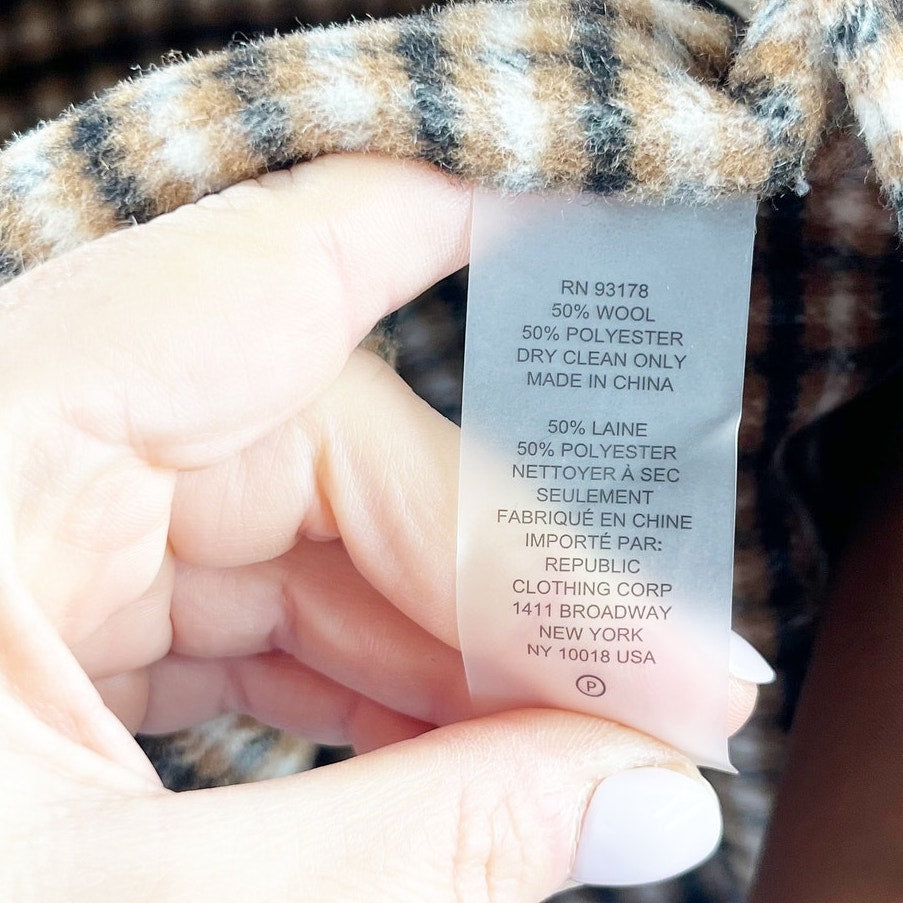 RN 93178
50% WOOL
50% POLYESTER
DRY CLEAN ONLY
MADE IN CHINA
50% LAINE
50% POLYESTER
NETTOYER À SEC
SEULEMENT
FABRIQUÉ EN CHINE
IMPORTÉ PAR:
REPUBLIC
CLOTHING CORP
1411 BROADWAY
NEW YORK
NY 10018 USA
P